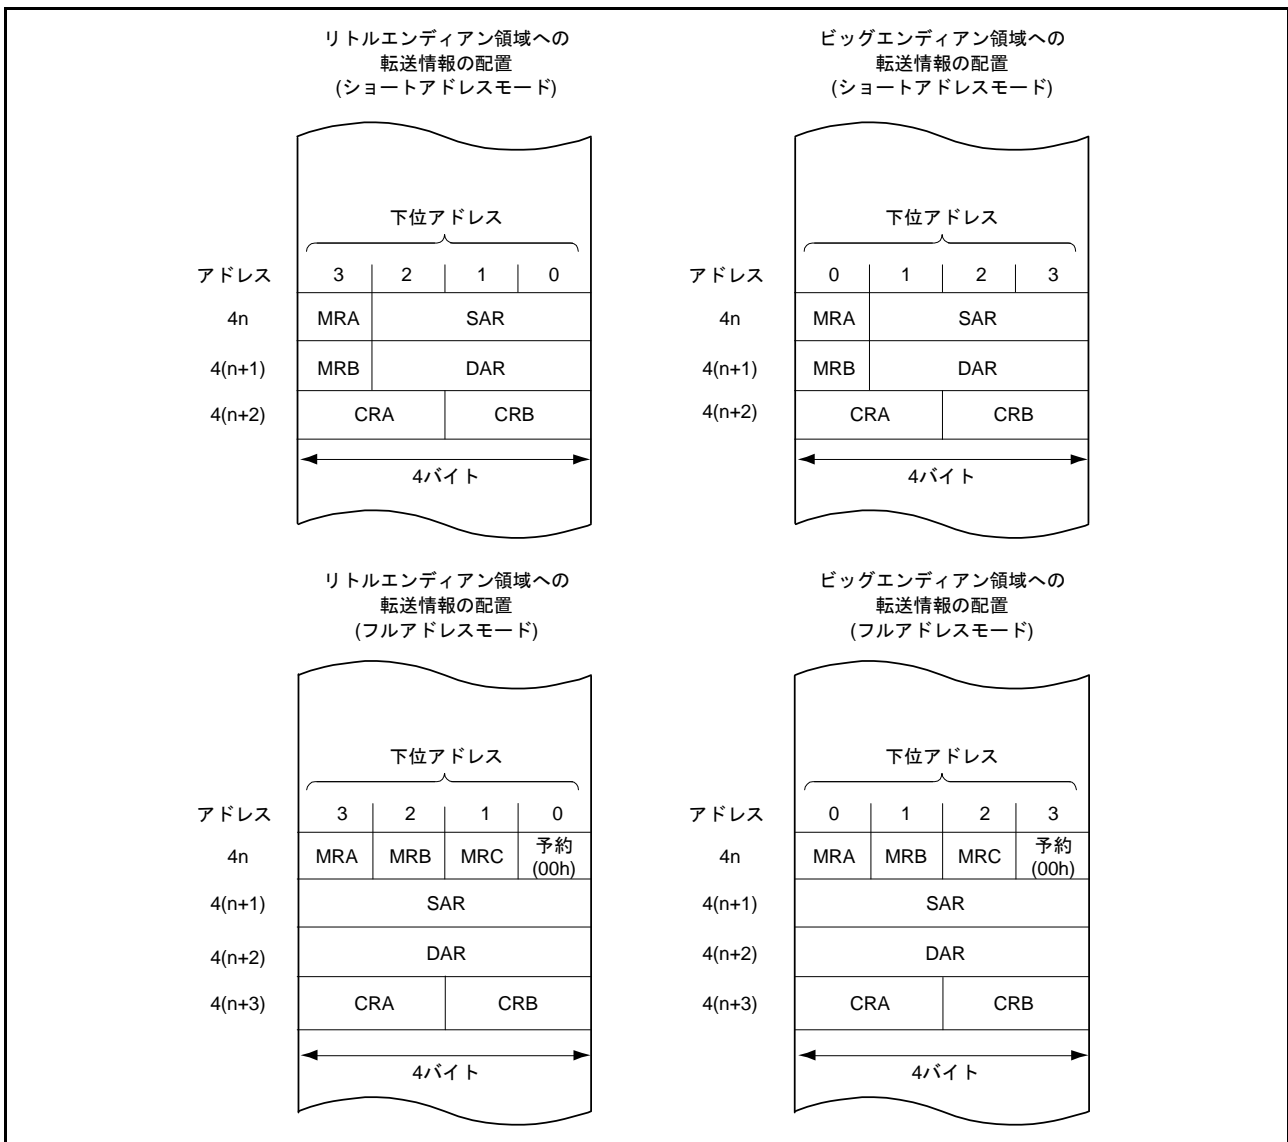 リトルエンディアン領域への
転送情報の配置
(ショートアドレスモード)
下位アドレス
アドレス 3 2 1 0
4n MRA SAR
4(n+1) MRB DAR
4(n+2) CRA CRB
4バイト
ビッグエンディアン領域への
転送情報の配置
(ショートアドレスモード)
下位アドレス
アドレス 0 1 2 3
4n MRA SAR
4(n+1) MRB DAR
4(n+2) CRA CRB
4バイト
リトルエンディアン領域への
転送情報の配置
(フルアドレスモード)
下位アドレス
アドレス 3 2 1 0
4n MRA MRB MRC 予約
(00h)
4(n+1) SAR
4(n+2) DAR
4(n+3) CRA CRB
4バイト
ビッグエンディアン領域への
転送情報の配置
(フルアドレスモード)
下位アドレス
アドレス 0 1 2 3
4n MRA MRB MRC 予約
(00h)
4(n+1) SAR
4(n+2) DAR
4(n+3) CRA CRB
4バイト